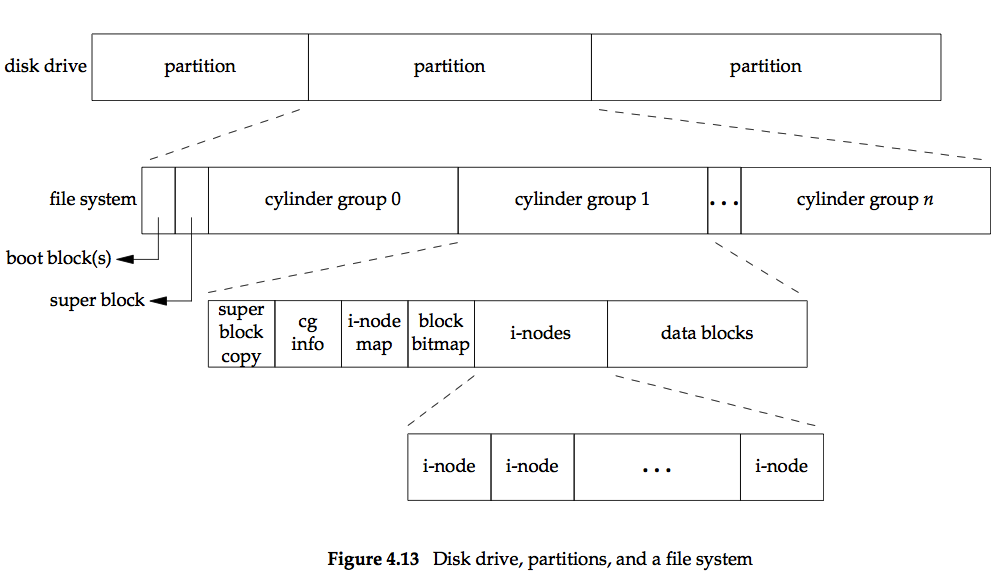 disk drive
partition
partition
partition
file system
cylinder group 0
cylinder group 1
...
cylinder group n
boot block(s)
super block
super
block
copy
cg
info
i-node
map
block
bitmap
i-nodes
data blocks
i-node
i-node
...
i-node
Figure 4.13 Disk drive, partitions, and a file system